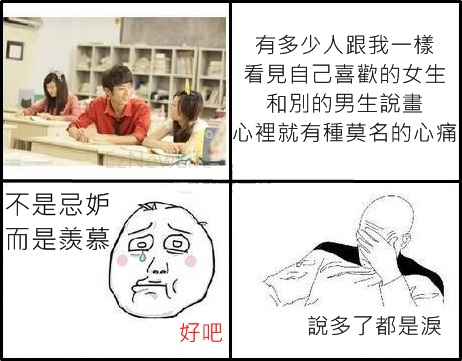 有多少人跟我一樣
看見自己喜歡的女生
和別的男生說畫
心裡就有種莫名的心痛
不是忌妒
而是羨慕
好吧
說多了都是淚